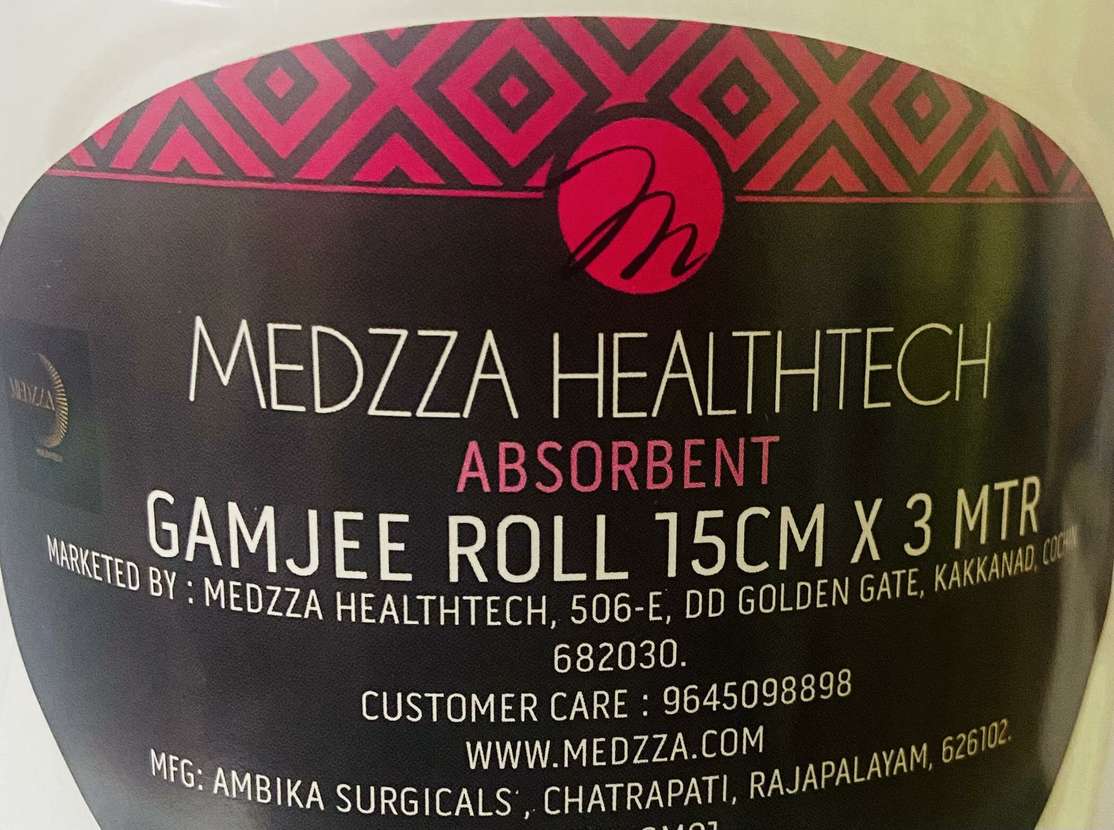 M
MEDZZA HEALTHTECH
MEDZZA
ABSORBENT
GAMJEE ROLL 15CM X 3 MTR
MARKETED BY : MEDZZA HEALTHTECH, 506-E, DD GOLDEN GATE, KAKKANAD, COCHIN
682030.
CUSTOMER CARE : 9645098898
WWW.MEDZZA.COM
MFG: AMBIKA SURGICALS , CHATRAPATI, RAJAPALAYAM, 626102.